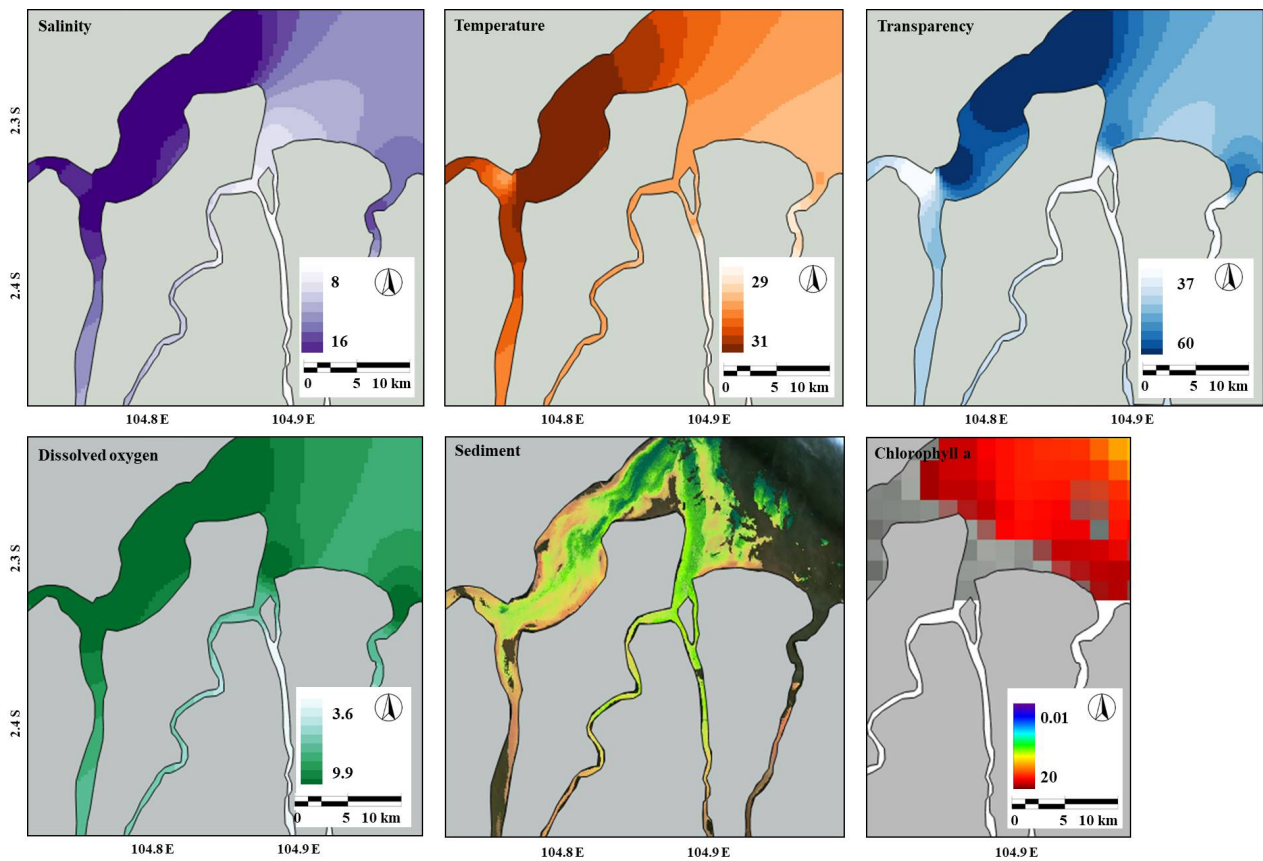 Salinity
Temperature
Transparency
2.3 S
2.4 S
8
16
0 5 10 km
29
31
0 5 10 km
37
60
0 5 10 km
104.8 E 104.9 E
104.8 E 104.9 E
104.8 E 104.9 E
Dissolved oxygen
Sediment
Chlorophyll a
2.3 S
2.4 S
3.6
9.9
0 5 10 km
0.01
20
0 5 10 km
104.8 E 104.9 E
104.8 E 104.9 E
104.9 E